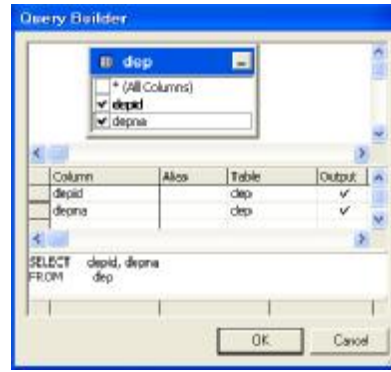 Query Builder
dep
* (All Columns)
depid
depna
Column Alias Table Output
depid dep
depna dep
SELECT depid, depna
FROM dep
OK Cancel